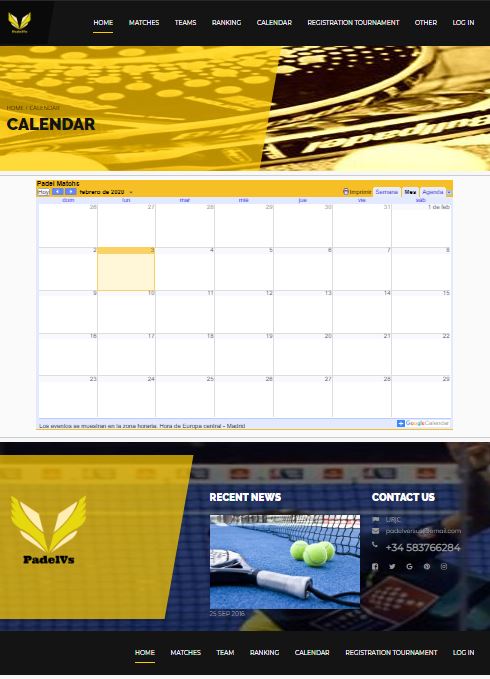 HOME MATCHES TEAMS RANKING CALENDAR REGISTRATION TOURNAMENT OTHER LOG IN
PadelVs
HOME / CALENDAR
CALENDAR
Padel Matchs
Hoy febrero de 2020 Imprimir Semana Mes Agenda
dom lun mar mié jue vie sáb
26 27 28 29 30 31 1 de feb
2 3 4 5 6 7 8
9 10 11 12 13 14 15
16 17 18 19 20 21 22
23 24 25 26 27 28 29
Los eventos se muestran en la zona horaria: Hora de Europa central - Madrid
Google Calendar
RECENT NEWS
CONTACT US
URJC
padelversus@email.com
+34 583766284
PadelVs
25 SEP 2016
HOME MATCHES TEAM RANKING CALENDAR REGISTRATION TOURNAMENT LOG IN